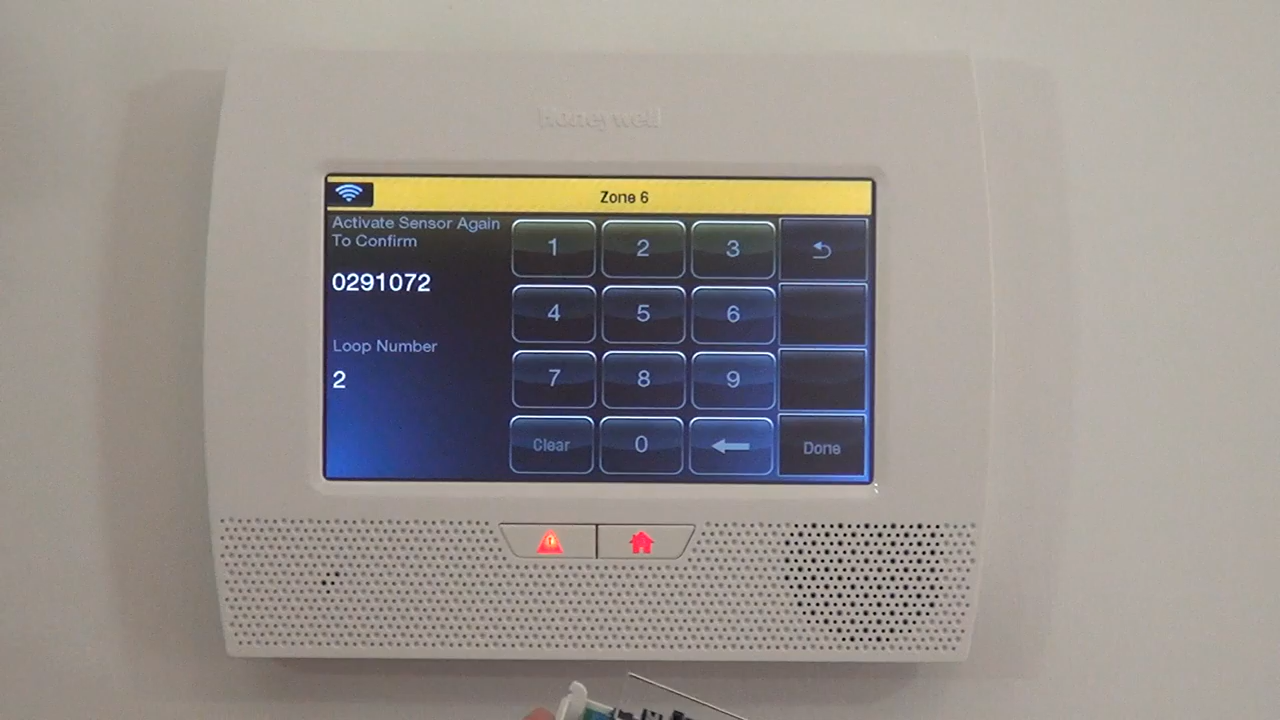 Honeywell
Zone 6
Activate Sensor Again
To Confirm
0291072
Loop Number
2
1 2 3
4 5 6
7 8 9
Clear 0
Done